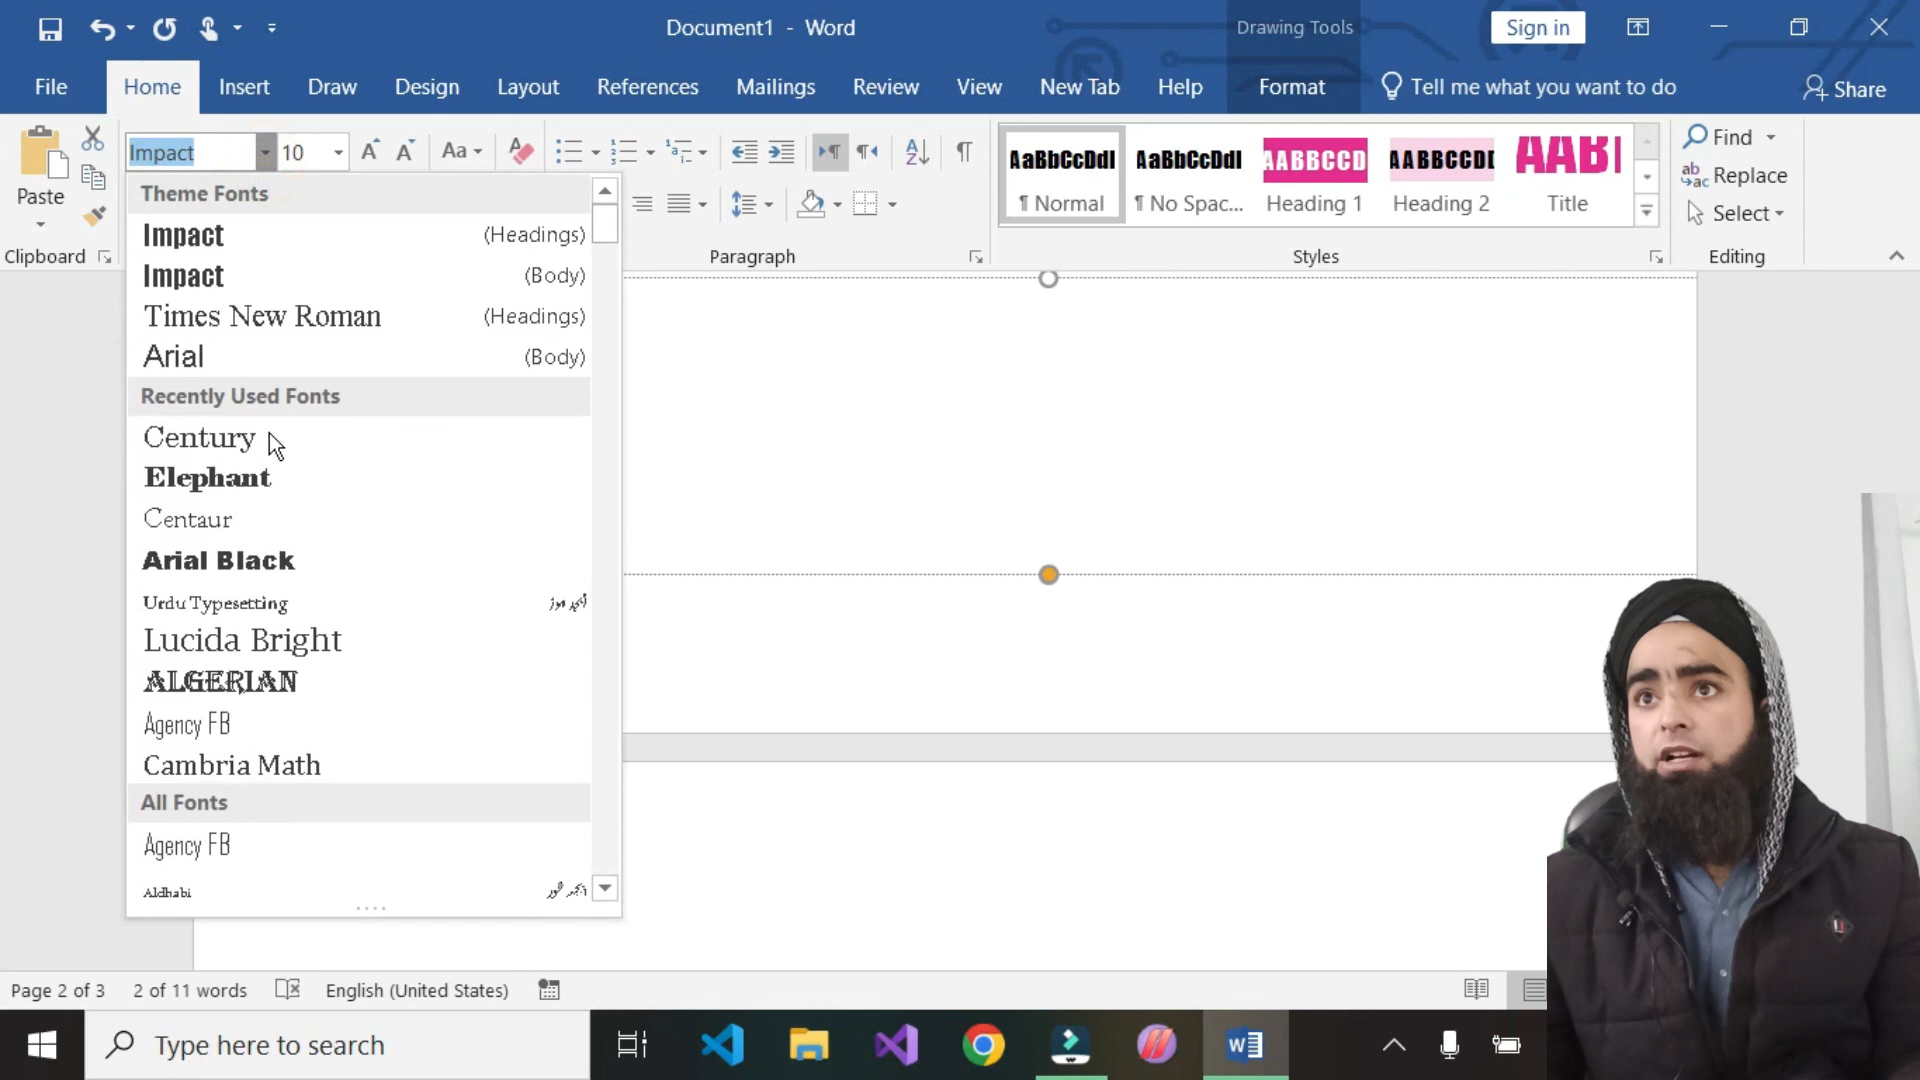 Document1 - Word
Drawing Tools
Sign in
File
Home
Insert
Draw
Design
Layout
References
Mailings
Review
View
New Tab
Help
Format
Tell me what you want to do
Share
Paste
Clipboard
Impact
10
Aa
Paragraph
AaBbCcDdI
¶ Normal
AaBbCcDdI
¶ No Spac...
AABBCCD
Heading 1
AABBCCDI
Heading 2
Title
Styles
Find
Replace
Select
Editing
Theme Fonts
Impact (Headings)
Impact (Body)
Times New Roman (Headings)
Arial (Body)
Recently Used Fonts
Century
Elephant
Centaur
Arial Black
Urdu Typesetting
Lucida Bright
ALGERIAN
Agency FB
Cambria Math
All Fonts
Agency FB
Aldhabi
Page 2 of 3
2 of 11 words
English (United States)
Type here to search